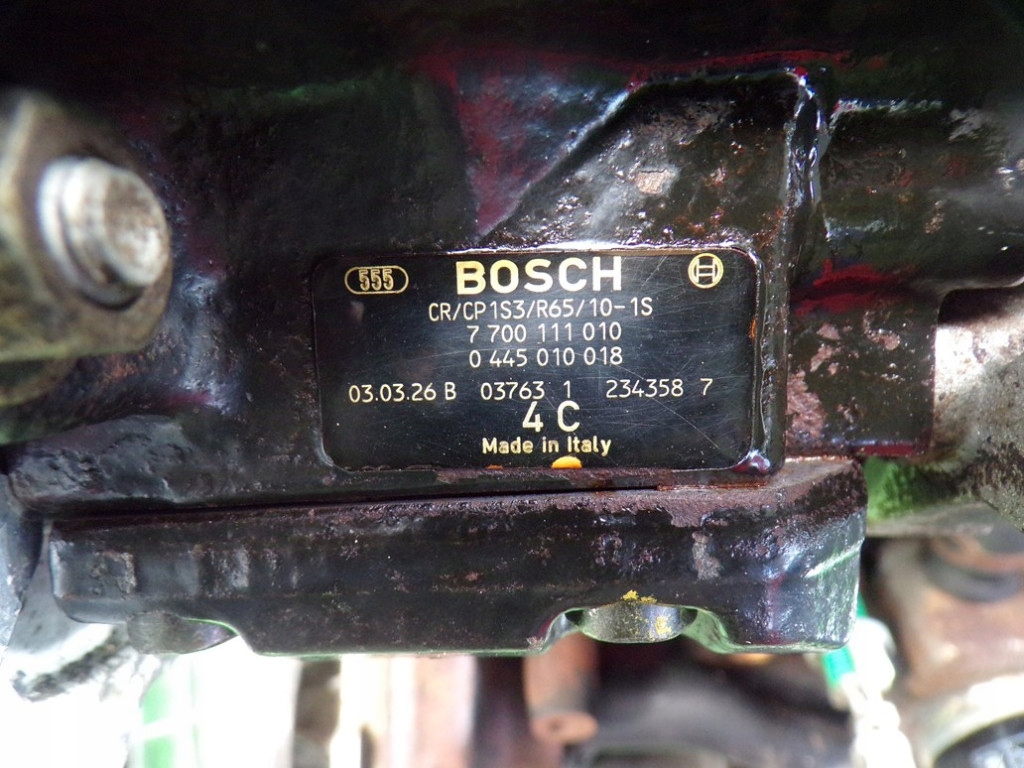 555 BOSCH
CR/CP1S3/R65/10-1S
7 700 111 010
0 445 010 018
03.03.26 B 03763 1 234358 7
4 C
Made in Italy